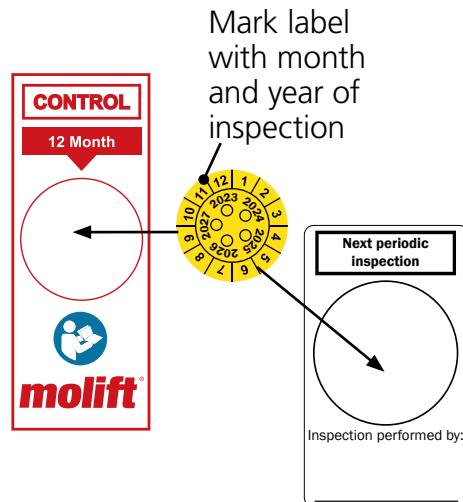 Mark label
with month
and year of
inspection
CONTROL
12 Month
molift®
1 2 3 4 5 6 7 8 9 10 11 12
2023 2024 2025 2026 2027
Next periodic
inspection
Inspection performed by: